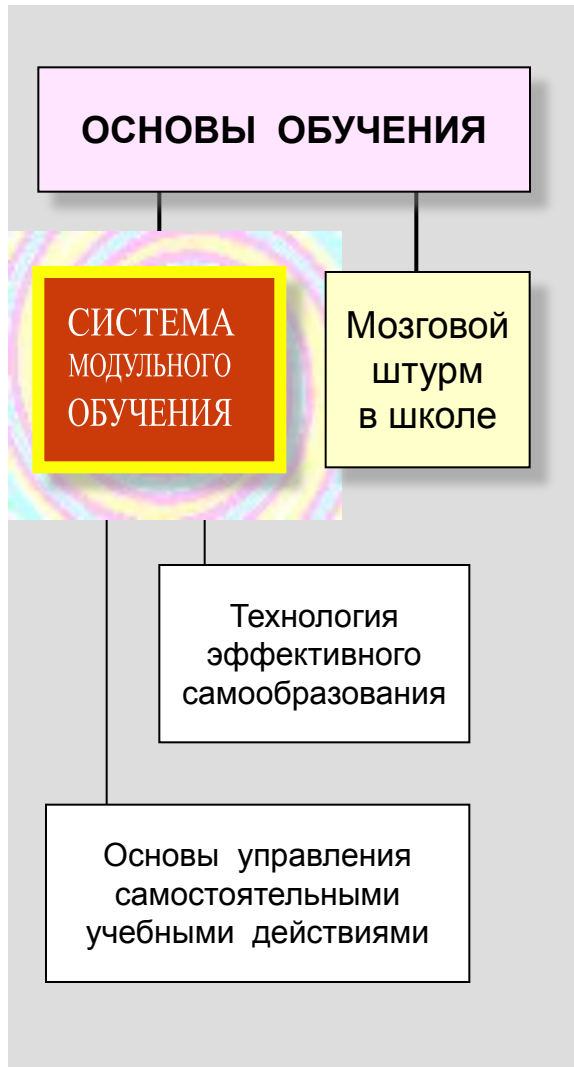 ОСНОВЫ ОБУЧЕНИЯ
СИСТЕМА
МОДУЛЬНОГО
ОБУЧЕНИЯ
Мозговой
штурм
в школе
Технология
эффективного
самообразования
Основы управления
самостоятельными
учебными действиями